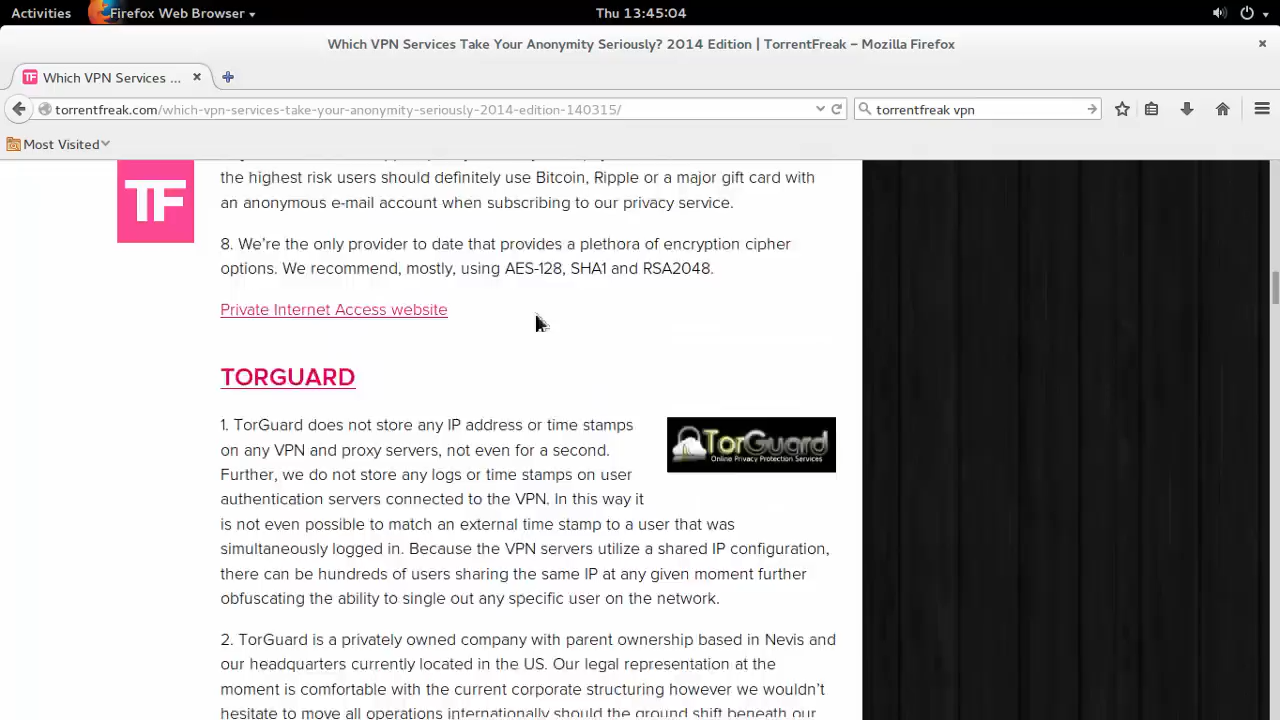 Activities
Firefox Web Browser
Thu 13:45:04
Which VPN Services Take Your Anonymity Seriously? 2014 Edition | TorrentFreak – Mozilla Firefox
TF Which VPN Services ...
torrentfreak.com/which-vpn-services-take-your-anonymity-seriously-2014-edition-140315/
torrentfreak vpn
Most Visited
TF
the highest risk users should definitely use Bitcoin, Ripple or a major gift card with
an anonymous e-mail account when subscribing to our privacy service.
8. We’re the only provider to date that provides a plethora of encryption cipher
options. We recommend, mostly, using AES-128, SHA1 and RSA2048.
Private Internet Access website
TORGUARD
1. TorGuard does not store any IP address or time stamps
on any VPN and proxy servers, not even for a second.
Further, we do not store any logs or time stamps on user
authentication servers connected to the VPN. In this way it
is not even possible to match an external time stamp to a user that was
simultaneously logged in. Because the VPN servers utilize a shared IP configuration,
there can be hundreds of users sharing the same IP at any given moment further
obfuscating the ability to single out any specific user on the network.
TorGuard
Online Privacy Protection Services
2. TorGuard is a privately owned company with parent ownership based in Nevis and
our headquarters currently located in the US. Our legal representation at the
moment is comfortable with the current corporate structuring however we wouldn’t
hesitate to move all operations internationally should the ground shift beneath our